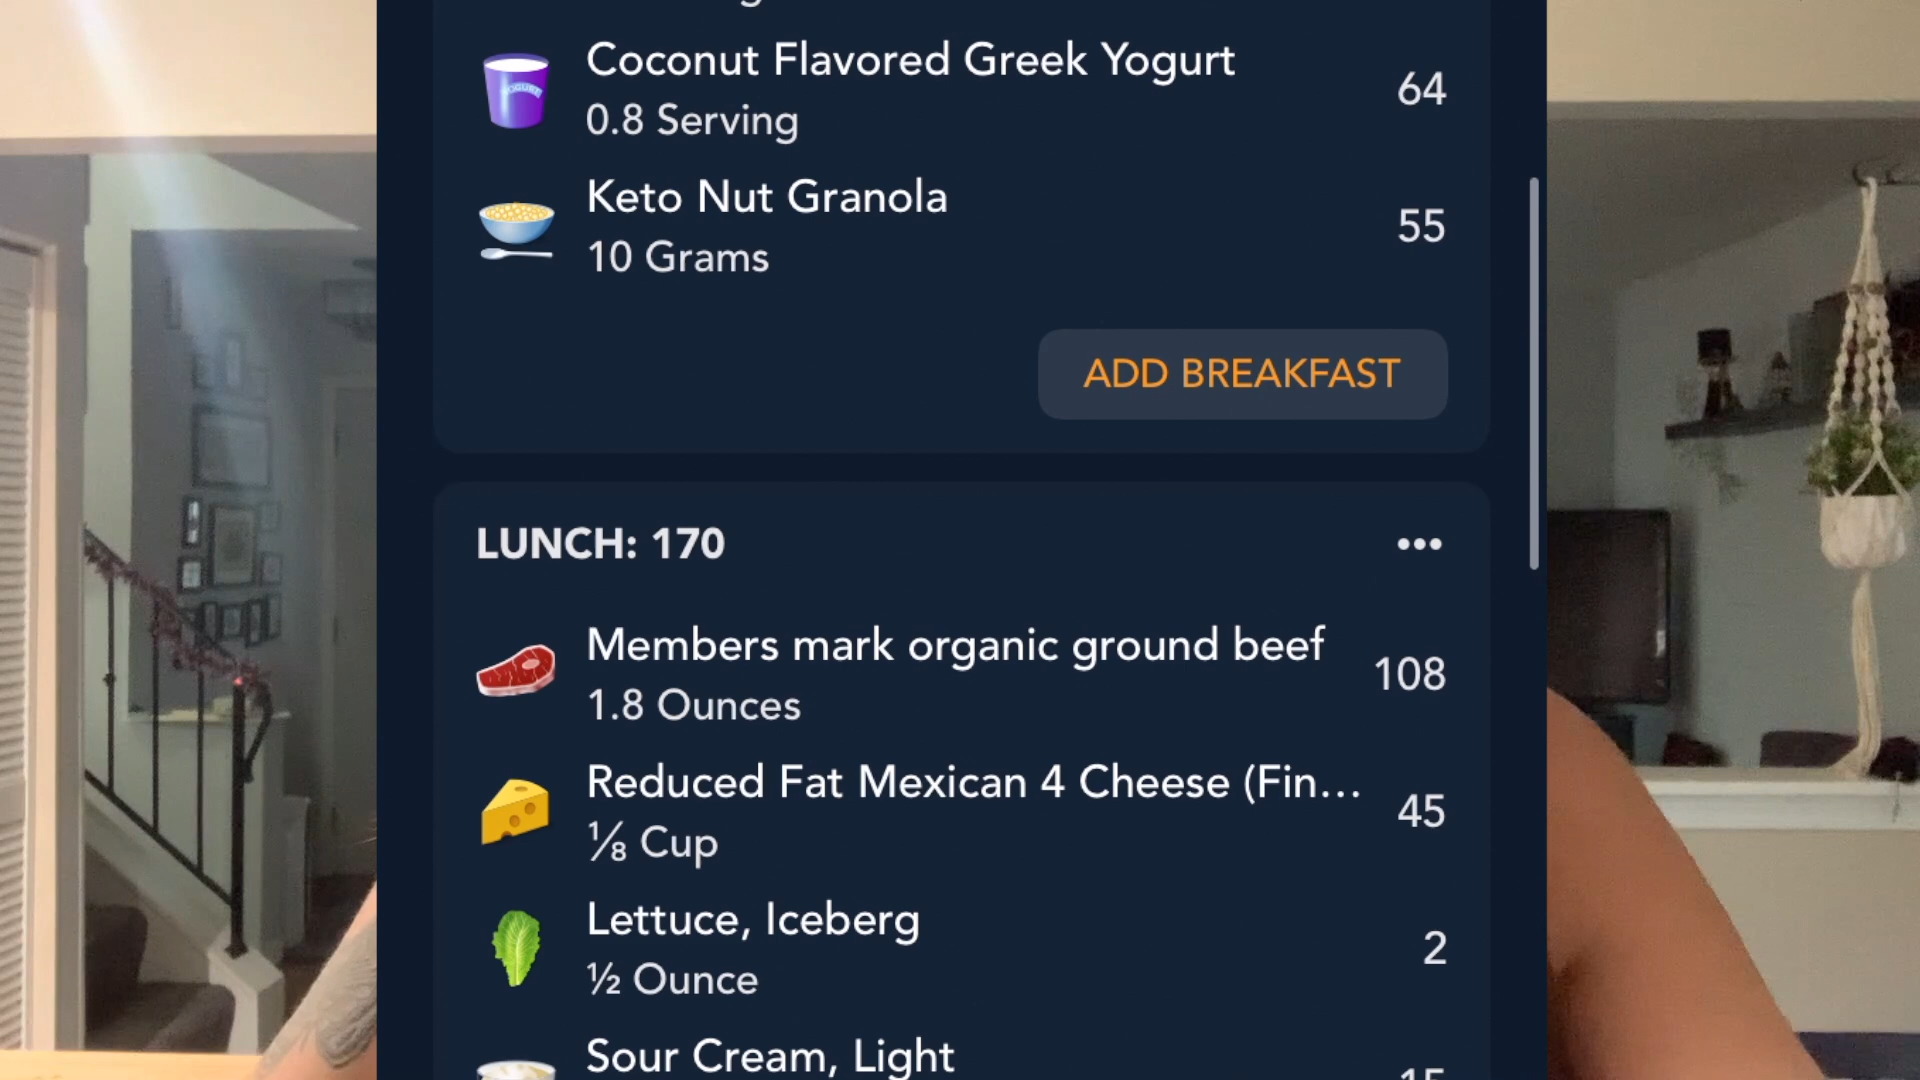 Coconut Flavored Greek Yogurt
0.8 Serving
64
YOGURT
Keto Nut Granola
10 Grams
55
ADD BREAKFAST
LUNCH: 170
Members mark organic ground beef
1.8 Ounces
108
Reduced Fat Mexican 4 Cheese (Fin...
⅛ Cup
45
Lettuce, Iceberg
½ Ounce
2
Sour Cream, Light
15